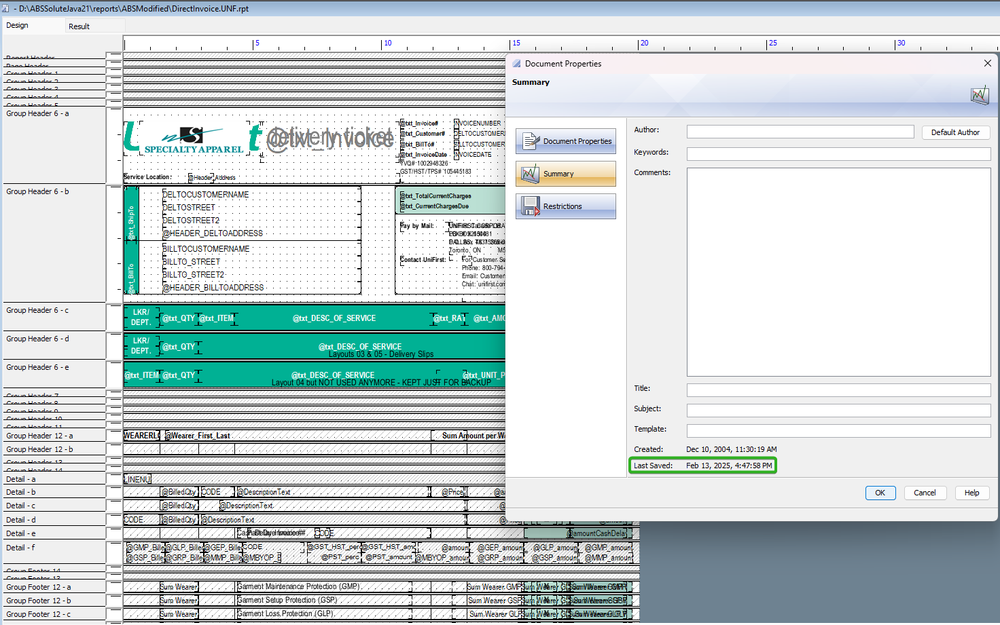 - D:\ABSSoluteJava21\reports\ABSModified\DirectInvoice.UNF.rpt
Design
Result
5
10
15
20
25
30
Report Header
Page Header
Group Header 1
Group Header 2
Group Header 3
Group Header 4
Group Header 5
Group Header 6 - a
SPECIALTY APPAREL
@txt_Invoice#
INVOICENUMBER
@txt_Customer#
DELTOCUSTOMER
@txt_BillTo#
BILLTOCUSTOMER
@txt_InvoiceDate
INVOICEDATE
TVQ# 1002948326
GST/HST/TPS# 105445183
Service Location:
@Header_Address
Group Header 6 - b
@txt_ShipTo
DELTOCUSTOMERNAME
DELTOSTREET
DELTOSTREET2
@HEADER_DELTOADDRESS
@txt_BillTo
BILLTOCUSTOMERNAME
BILLTO_STREET
BILLTO_STREET2
@HEADER_BILLTOADDRESS
@txt_TotalCurrentCharges
@txt_CurrentChargesDue
Pay by Mail:
Toronto, ON
Contact UniFirst:
For Customer Se
Phone: 800-794-
Email: Customer
Chat: unifirst.com
Group Header 6 - c
LKR/
DEPT.
@txt_QTY
@txt_ITEM
@txt_DESC_OF_SERVICE
@txt_RAT
@txt_AMO
Group Header 6 - d
LKR/
DEPT.
@txt_QTY
@txt_DESC_OF_SERVICE
Layouts 03 & 05 - Delivery Slips
Group Header 6 - e
@txt_ITEM
@txt_QTY
@txt_DESC_OF_SERVICE
@txt_UNIT_P
Layout 04 but NOT USED ANYMORE - KEPT JUST FOR BACKUP
Group Header 7
Group Header 8
Group Header 9
Group Header 10
Group Header 11
Group Header 12 - a
WEARERL
@Wearer_First_Last
Sum Amount per W
Group Header 12 - b
Group Header 13
Group Header 14
Detail - a
LINENU
Detail - b
@BilledQty
CODE
@DescriptionText
@Price
Detail - c
@BilledQty
@DescriptionText
Detail - d
CODE
@BilledQty
@DescriptionText
Detail - e
CODE
@amountCashDela
Detail - f
@GMP_Bille
@GLP_Bille
@GEP_Bille
CODE
@GST_HST_perc
@GST_HST_am
@amoun
@GEP_amoun
@GLP_amoun
@GMP_amoun
@GSP_Bille
@GRP_Bille
@MMP_Bille
@MBYOP_B
@PST_perc
@PST_amount
@MBYOP_amoun
@GRP_amoun
@GSP_amoun
@MMP_amoun
Group Footer 14
Group Footer 13
Group Footer 12 - a
Sum Wearer
Garment Maintenance Protection (GMP)
Sum Wearer GMP
Group Footer 12 - b
Sum Wearer
Garment Setup Protection (GSP)
Sum Wearer GSP
Group Footer 12 - c
Sum Wearer
Garment Loss Protection (GLP)
Sum Wearer GLP
Document Properties
Summary
Document Properties
Summary
Restrictions
Author:
Default Author
Keywords:
Comments:
Title:
Subject:
Template:
Created:
Dec 10, 2004, 11:30:19 AM
Last Saved:
Feb 13, 2025, 4:47:58 PM
OK
Cancel
Help